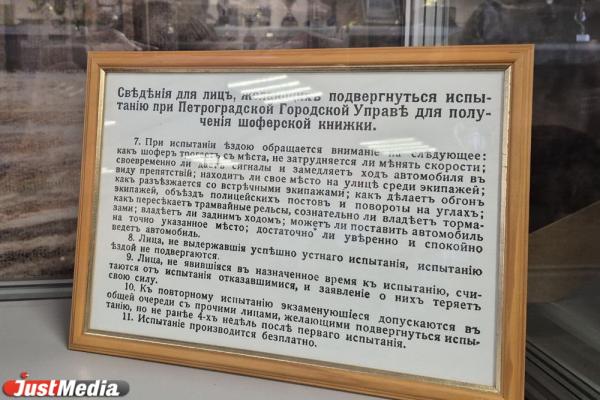 Свѣдѣнія для лицъ, желающихъ подвергнуться испы-
танію при Петроградской Городской Управѣ для полу-
ченія шоферской книжки.
7. При испытаніи ѣздою обращается вниманіе на слѣдующее:
какъ шоферъ трогаетъ съ мѣста, не затрудняется ли мѣнять скорости;
своевременно ли даетъ сигналы и замедляетъ ходъ автомобиля въ
виду препятствій; находитъ ли свое мѣсто на улицѣ среди экипажей;
какъ разъѣзжается со встрѣчными экипажами; какъ дѣлаетъ обгонъ
экипажей, объѣздъ полицейскихъ постовъ и повороты на углахъ;
какъ пересѣкаетъ трамвайные рельсы, сознательно ли владѣетъ торма-
зами; владѣетъ ли заднимъ ходомъ; можетъ ли поставить автомобиль
на точно указанное мѣсто; достаточно ли увѣренно и спокойно
ведетъ автомобиль.
8. Лица, не выдержавшія успѣшно устнаго испытанія, испытанію
ѣздой не подвергаются.
9. Лица, не явившіяся въ назначенное время къ испытанію, счи-
таются отъ испытанія отказавшимися, и заявленіе о нихъ теряетъ
свою силу.
10. Къ повторному испытанію экзаменующіеся допускаются въ
общей очереди съ прочими лицами, желающими подвергнуться испы-
танію, но не ранѣе 4-хъ недѣль послѣ перваго испытанія.
11. Испытаніе производится безплатно.
JustMedia